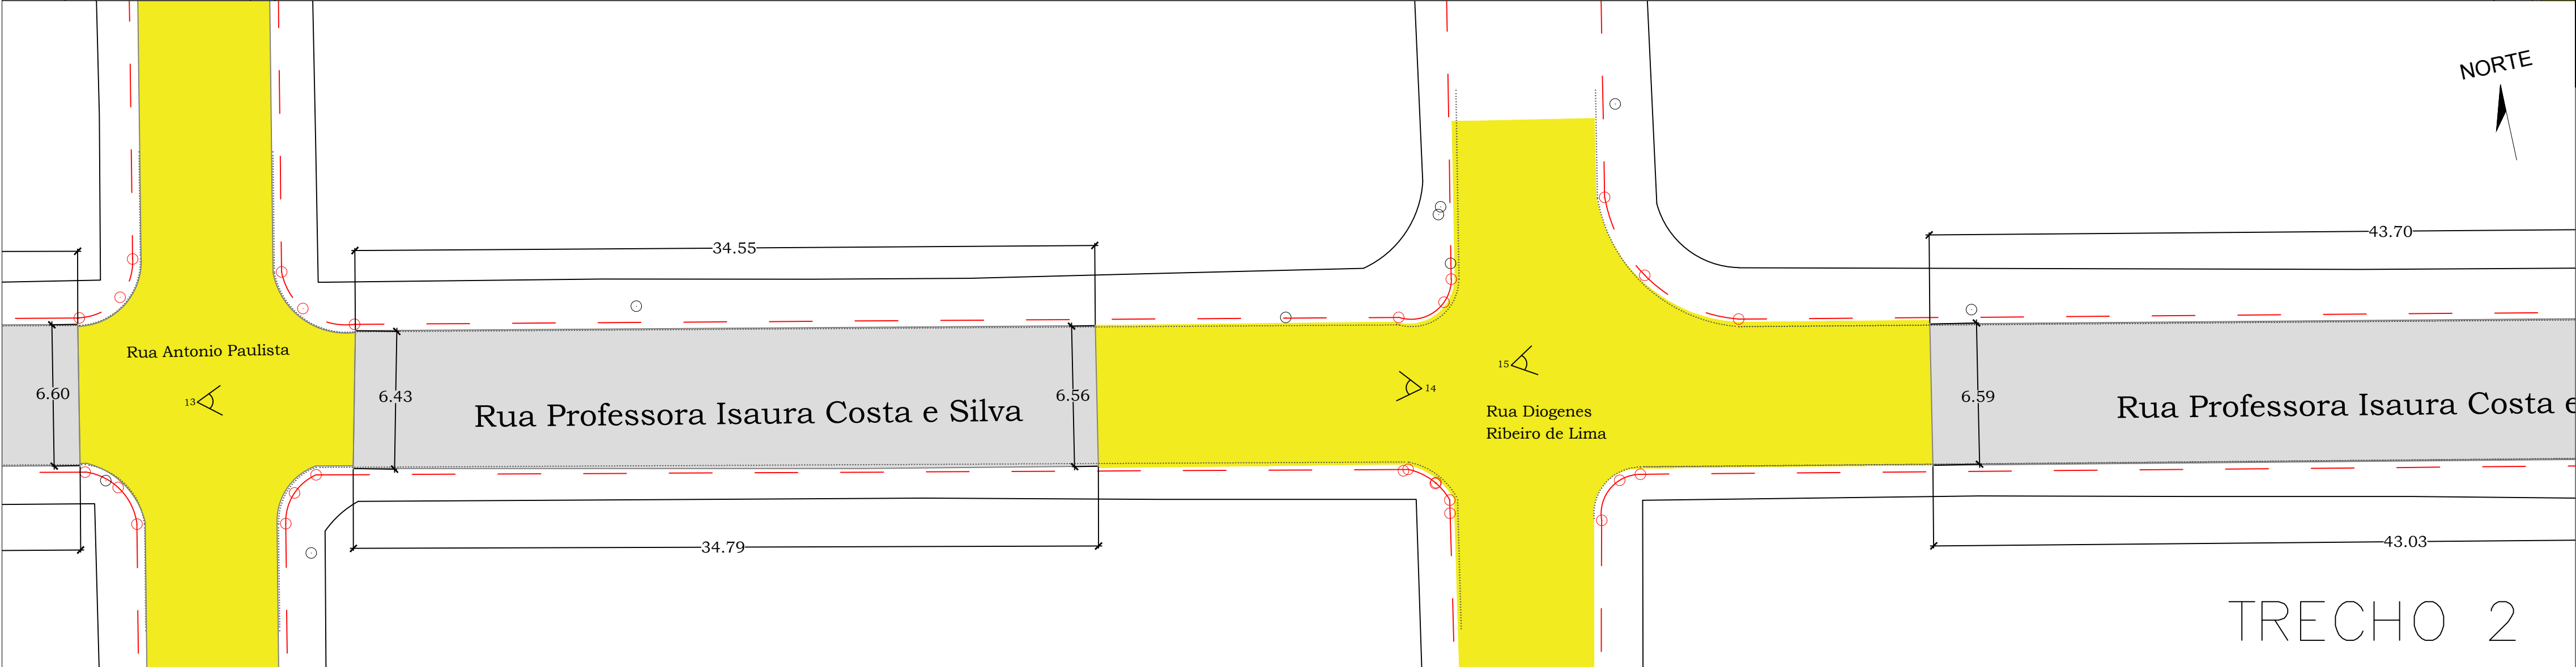 NORTE
34.55
43.70
Rua Antonio Paulista
13
6.60
6.43
Rua Professora Isaura Costa e Silva
6.56
14
15
Rua Diogenes
Ribeiro de Lima
6.59
Rua Professora Isaura Costa e
34.79
43.03
TRECHO 2